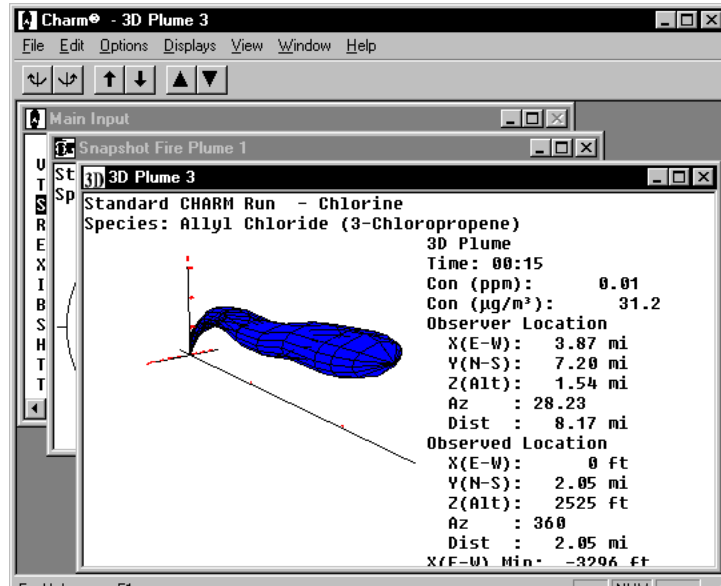 Charm® - 3D Plume 3
File Edit Options Displays View Window Help
Main Input
Snapshot Fire Plume 1
3D 3D Plume 3
V
T
S
R
E
X
I
B
S
H
T
T
St
Sp
Standard CHARM Run - Chlorine
Species: Allyl Chloride (3-Chloropropene)
3D Plume
Time: 00:15
Con (ppm): 0.01
Con (µg/m³): 31.2
Observer Location
X(E-W): 3.87 mi
Y(N-S): 7.20 mi
Z(Alt): 1.54 mi
Az : 28.23
Dist : 8.17 mi
Observed Location
X(E-W): 0 ft
Y(N-S): 2.05 mi
Z(Alt): 2525 ft
Az : 360
Dist : 2.05 mi
X(E-W) Min: -3296 ft